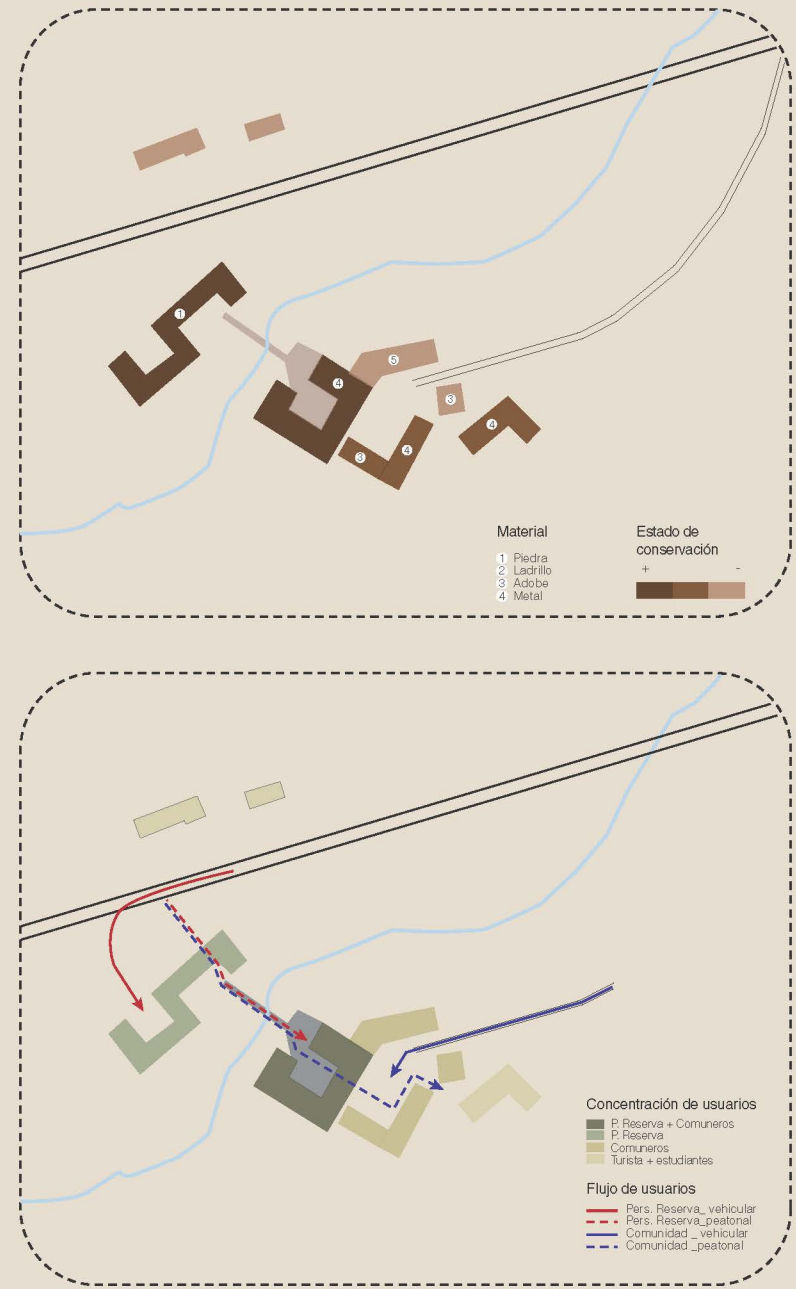 1
4
5
3
3
4
4
Material
1 Piedra
2 Ladrillo
3 Adobe
4 Metal
Estado de
conservación
+ -
Concentración de usuarios
P. Reserva + Comuneros
P. Reserva
Comuneros
Turista + estudiantes
Flujo de usuarios
Pers. Reserva_ vehicular
Pers. Reserva_peatonal
Comunidad _ vehicular
Comunidad _peatonal